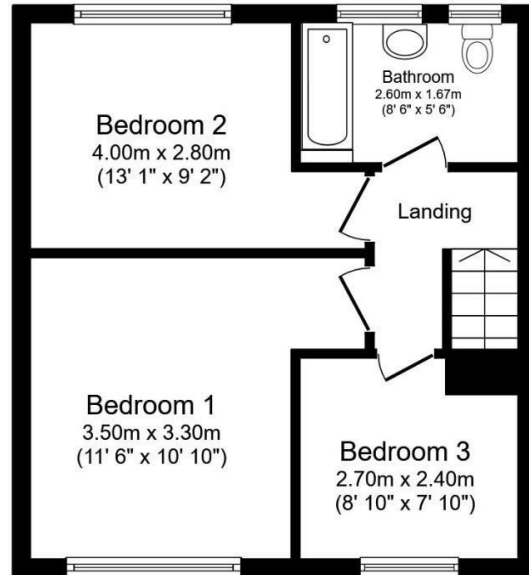 Bathroom
2.60m x 1.67m
(8' 6" x 5' 6")
Bedroom 2
4.00m x 2.80m
(13' 1" x 9' 2")
Landing
Bedroom 1
3.50m x 3.30m
(11' 6" x 10' 10")
Bedroom 3
2.70m x 2.40m
(8' 10" x 7' 10")